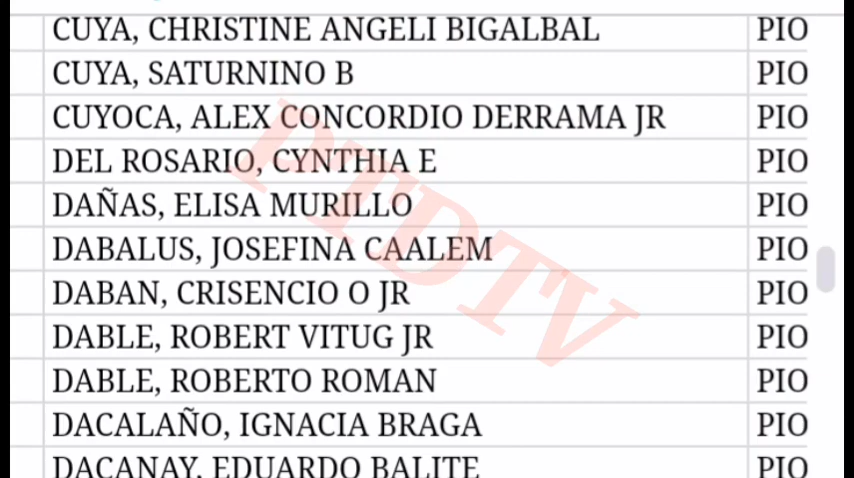 CUYA, CHRISTINE ANGELI BIGALBAL PIO
CUYA, SATURNINO B PIO
CUYOCA, ALEX CONCORDIO DERRAMA JR PIO
DEL ROSARIO, CYNTHIA E PIO
DAÑAS, ELISA MURILLO PIO
DABALUS, JOSEFINA CAALEM PIO
DABAN, CRISENCIO O JR PIO
DABLE, ROBERT VITUG JR PIO
DABLE, ROBERTO ROMAN PIO
DACALAÑO, IGNACIA BRAGA PIO
DACANAY, EDUARDO BALITE PIO
PTDTV